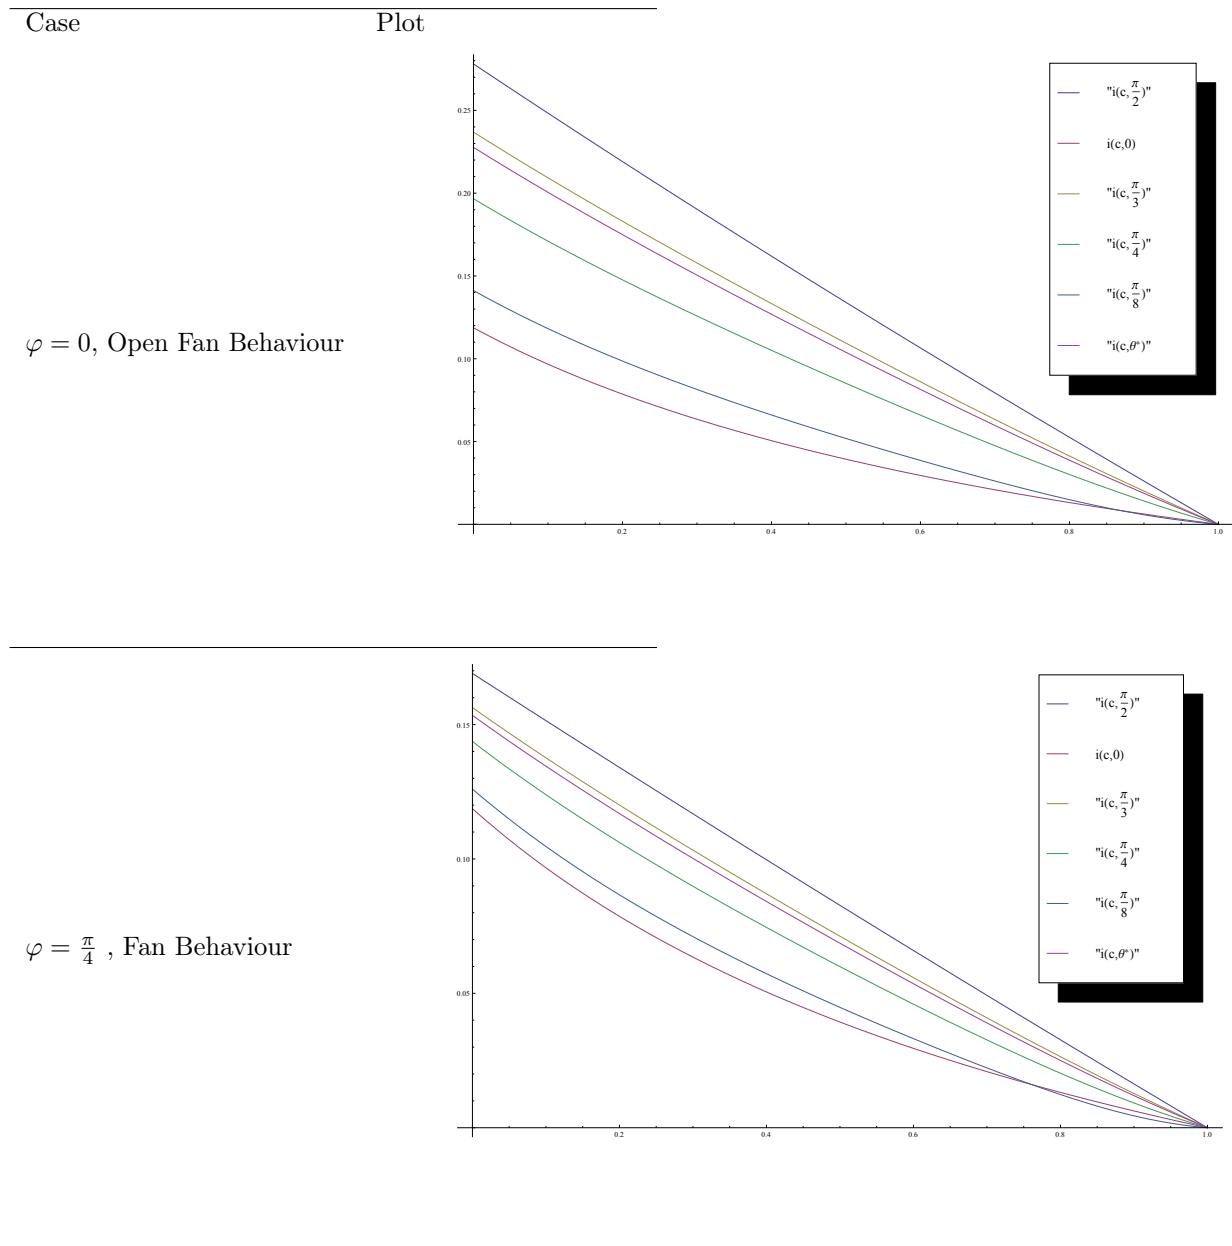 Case Plot
0.25
0.20
0.15
0.10
0.05
0.2 0.4 0.6 0.8 1.0
"i(c,π/2)"
i(c,0)
"i(c,π/3)"
"i(c,π/4)"
"i(c,π/8)"
"i(c,θ*)"
φ = 0, Open Fan Behaviour
0.15
0.10
0.05
0.2 0.4 0.6 0.8 1.0
"i(c,π/2)"
i(c,0)
"i(c,π/3)"
"i(c,π/4)"
"i(c,π/8)"
"i(c,θ*)"
φ = π/4 , Fan Behaviour